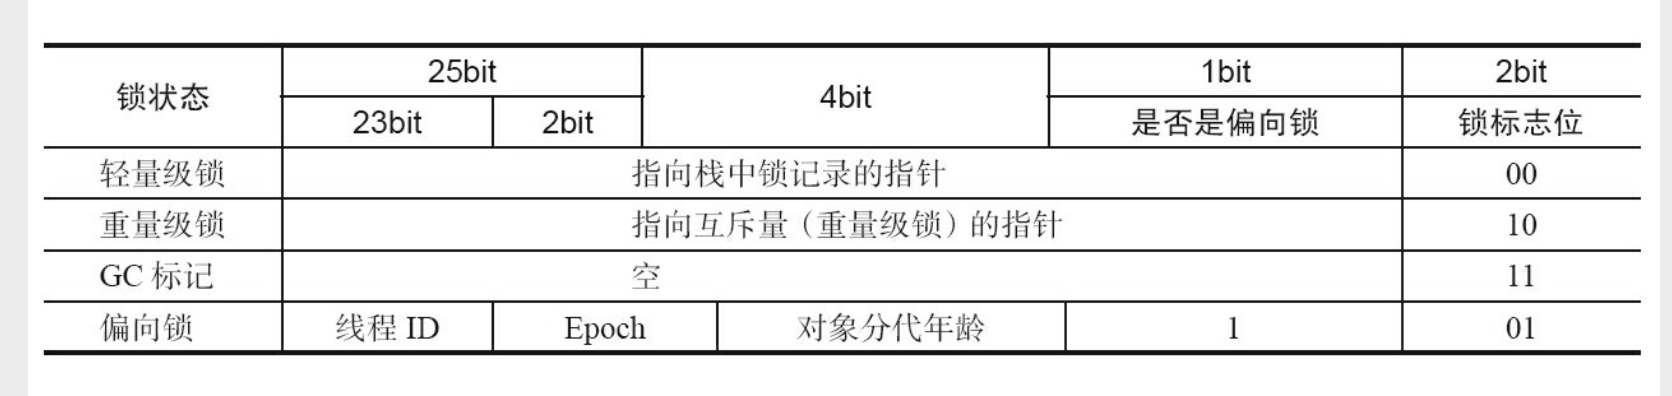 锁状态 25bit 4bit 1bit 2bit
23bit 2bit 是否是偏向锁 锁标志位
轻量级锁 指向栈中锁记录的指针 00
重量级锁 指向互斥量（重量级锁）的指针 10
GC 标记 空 11
偏向锁 线程 ID Epoch 对象分代年龄 1 01